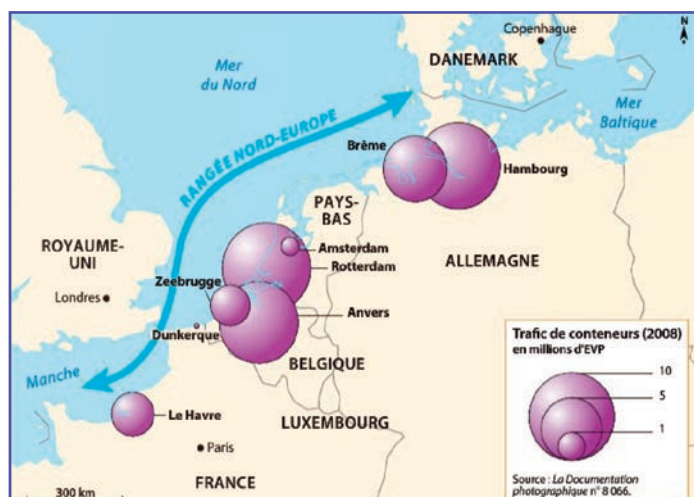 Copenhague
N
DANEMARK
Mer
du Nord
Mer
Baltique
RANGÉE NORD-EUROPE
Brême
Hambourg
PAYS-
BAS
ROYAUME-
UNI
Amsterdam
Rotterdam
ALLEMAGNE
Zeebrugge
Londres
Anvers
Dunkerque
BELGIQUE
Manche
LUXEMBOURG
Le Havre
Paris
FRANCE
300 km
Trafic de conteneurs (2008)
en millions d'EVP
10
5
1
Source : La Documentation
photographique n° 8 066.